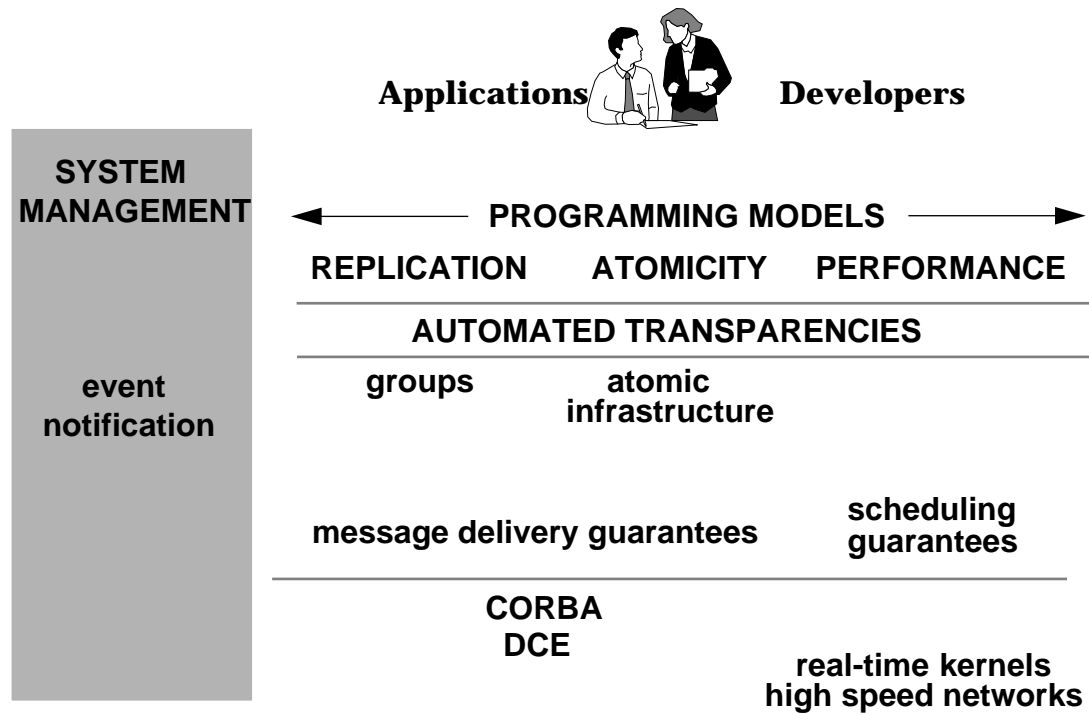 Applications Developers
SYSTEM
MANAGEMENT
PROGRAMMING MODELS
REPLICATION ATOMICITY PERFORMANCE
AUTOMATED TRANSPARENCIES
event
notification
groups
atomic
infrastructure
message delivery guarantees
scheduling
guarantees
CORBA
DCE
real-time kernels
high speed networks